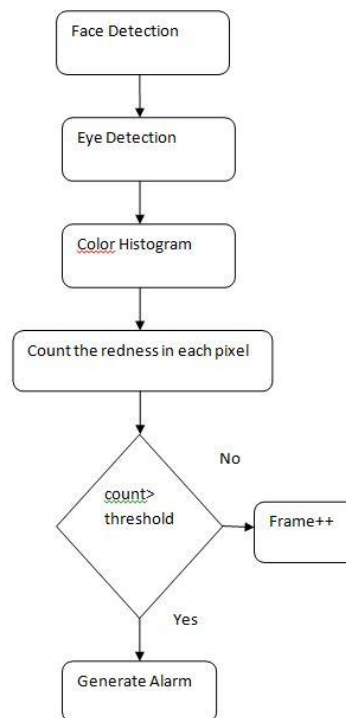 Face Detection
Eye Detection
Color Histogram
Count the redness in each pixel
No
count>
threshold
Frame++
Yes
Generate Alarm